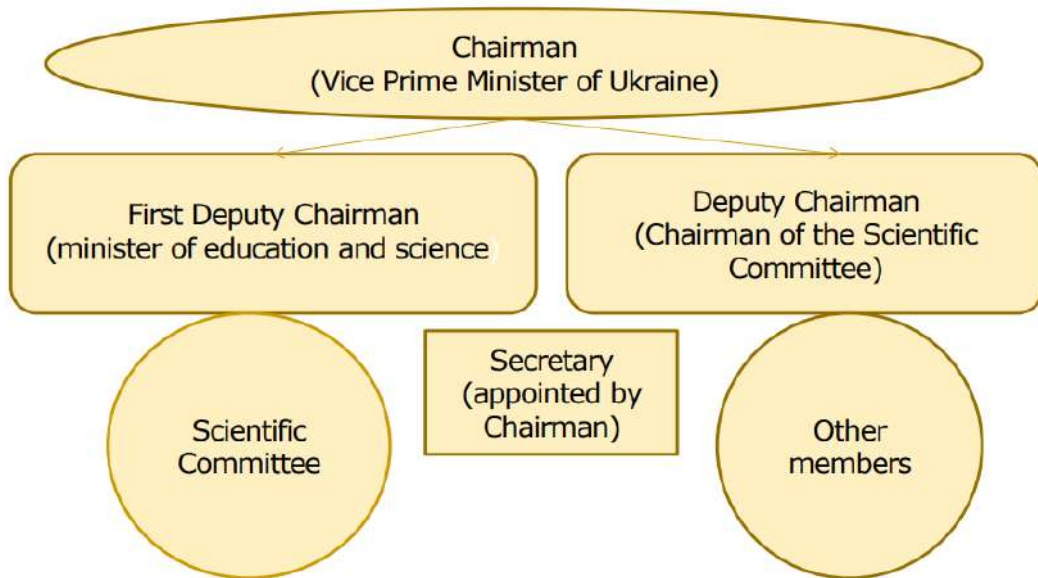 Chairman
(Vice Prime Minister of Ukraine)
First Deputy Chairman
(minister of education and science)
Deputy Chairman
(Chairman of the Scientific
Committee)
Secretary
(appointed by
Chairman)
Scientific
Committee
Other
members